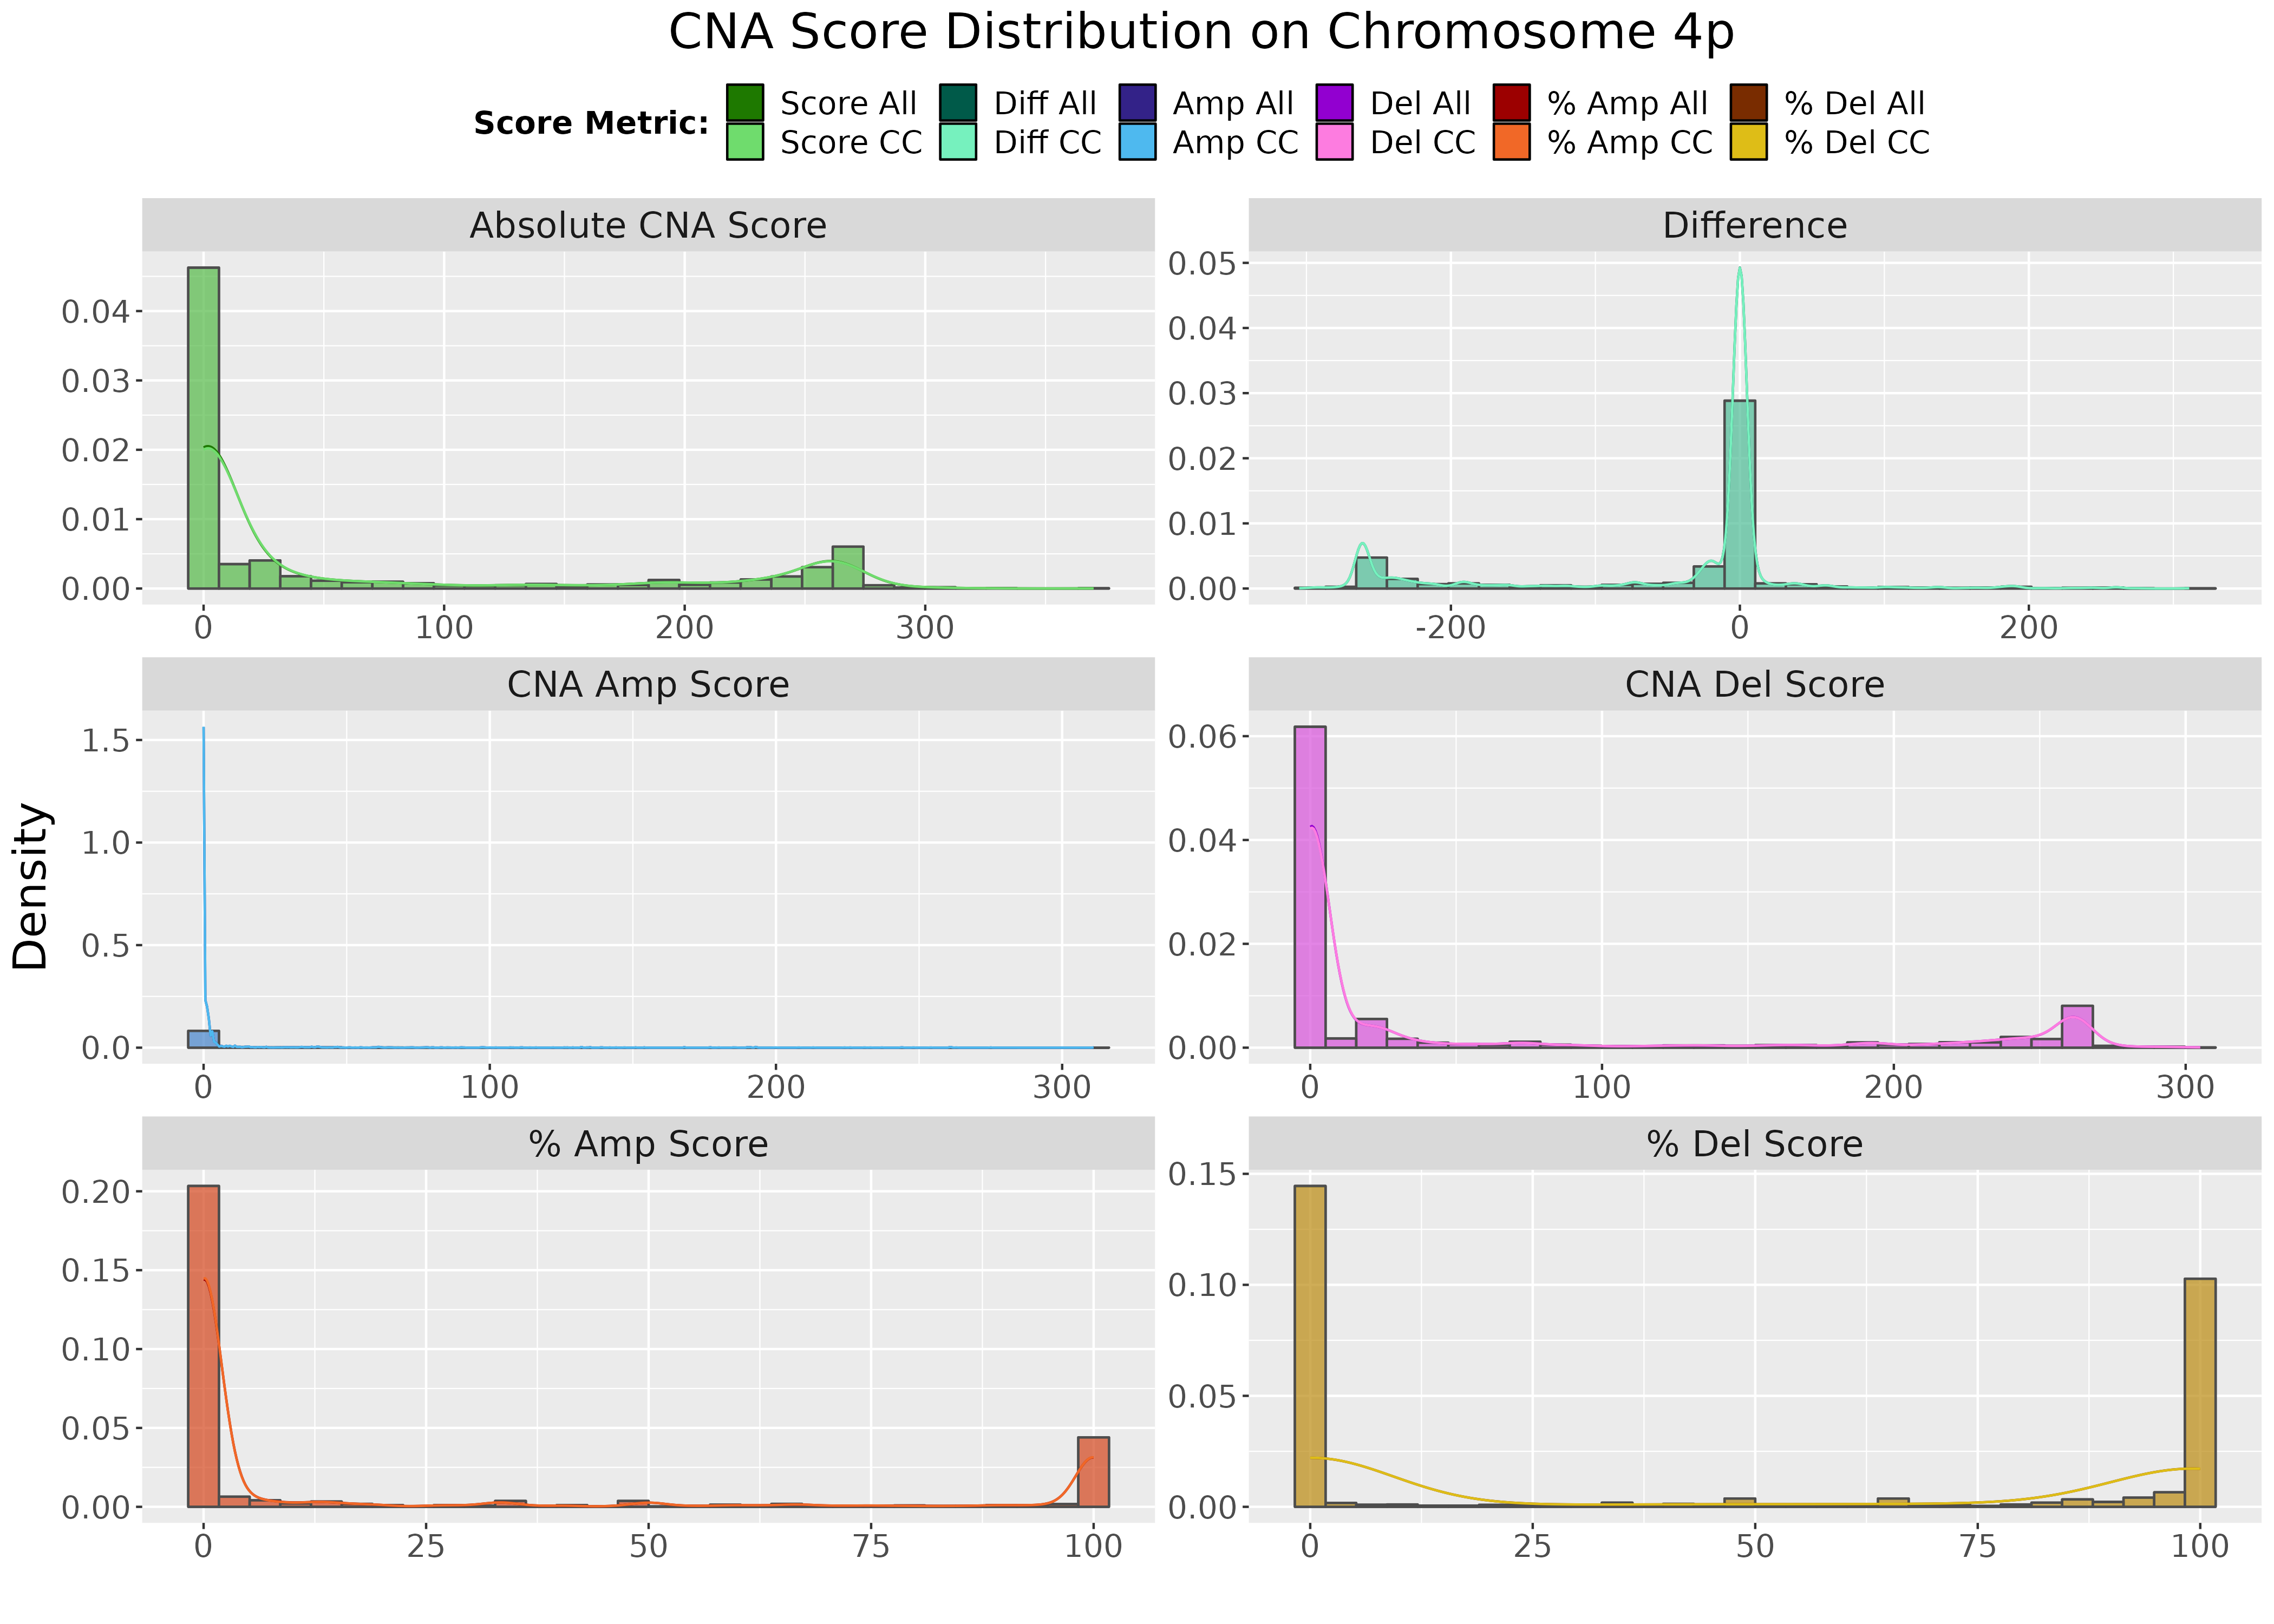 CNA Score Distribution on Chromosome 4p
Score Metric:
Score All Diff All Amp All Del All % Amp All % Del All
Score CC Diff CC Amp CC Del CC % Amp CC % Del CC
Absolute CNA Score
0.04
0.03
0.02
0.01
0.00
0 100 200 300
Difference
0.05
0.04
0.03
0.02
0.01
0.00
-200 0 200
Density
CNA Amp Score
1.5
1.0
0.5
0.0
0 100 200 300
CNA Del Score
0.06
0.04
0.02
0.00
0 100 200 300
% Amp Score
0.20
0.15
0.10
0.05
0.00
0 25 50 75 100
% Del Score
0.15
0.10
0.05
0.00
0 25 50 75 100